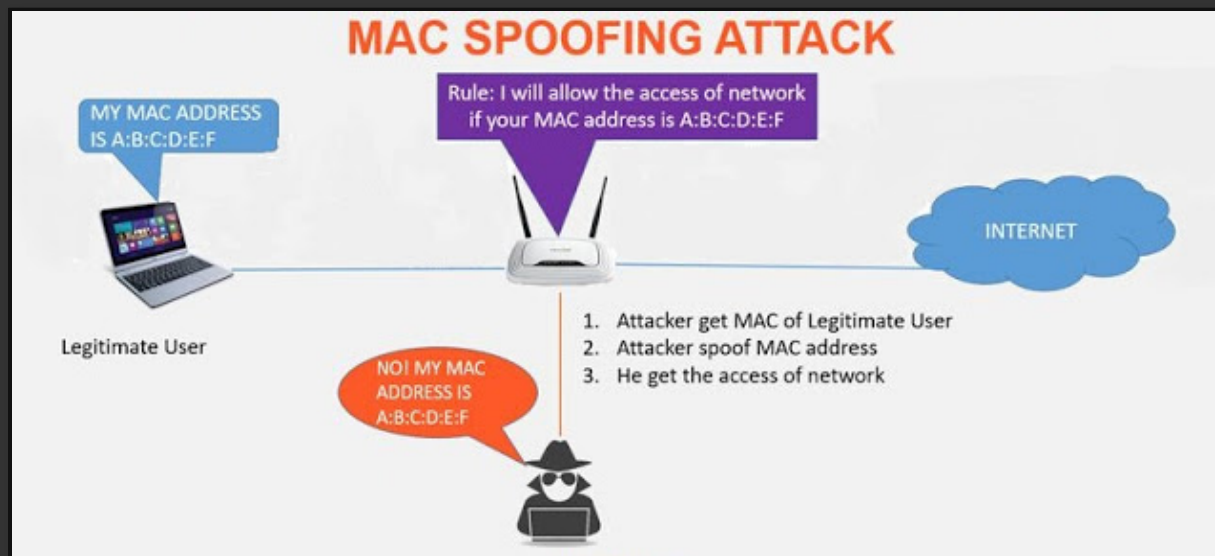 MAC SPOOFING ATTACK
MY MAC ADDRESS
IS A:B:C:D:E:F
Rule: I will allow the access of network
if your MAC address is A:B:C:D:E:F
INTERNET
Legitimate User
1. Attacker get MAC of Legitimate User
2. Attacker spoof MAC address
3. He get the access of network
NO! MY MAC
ADDRESS IS
A:B:C:D:E:F